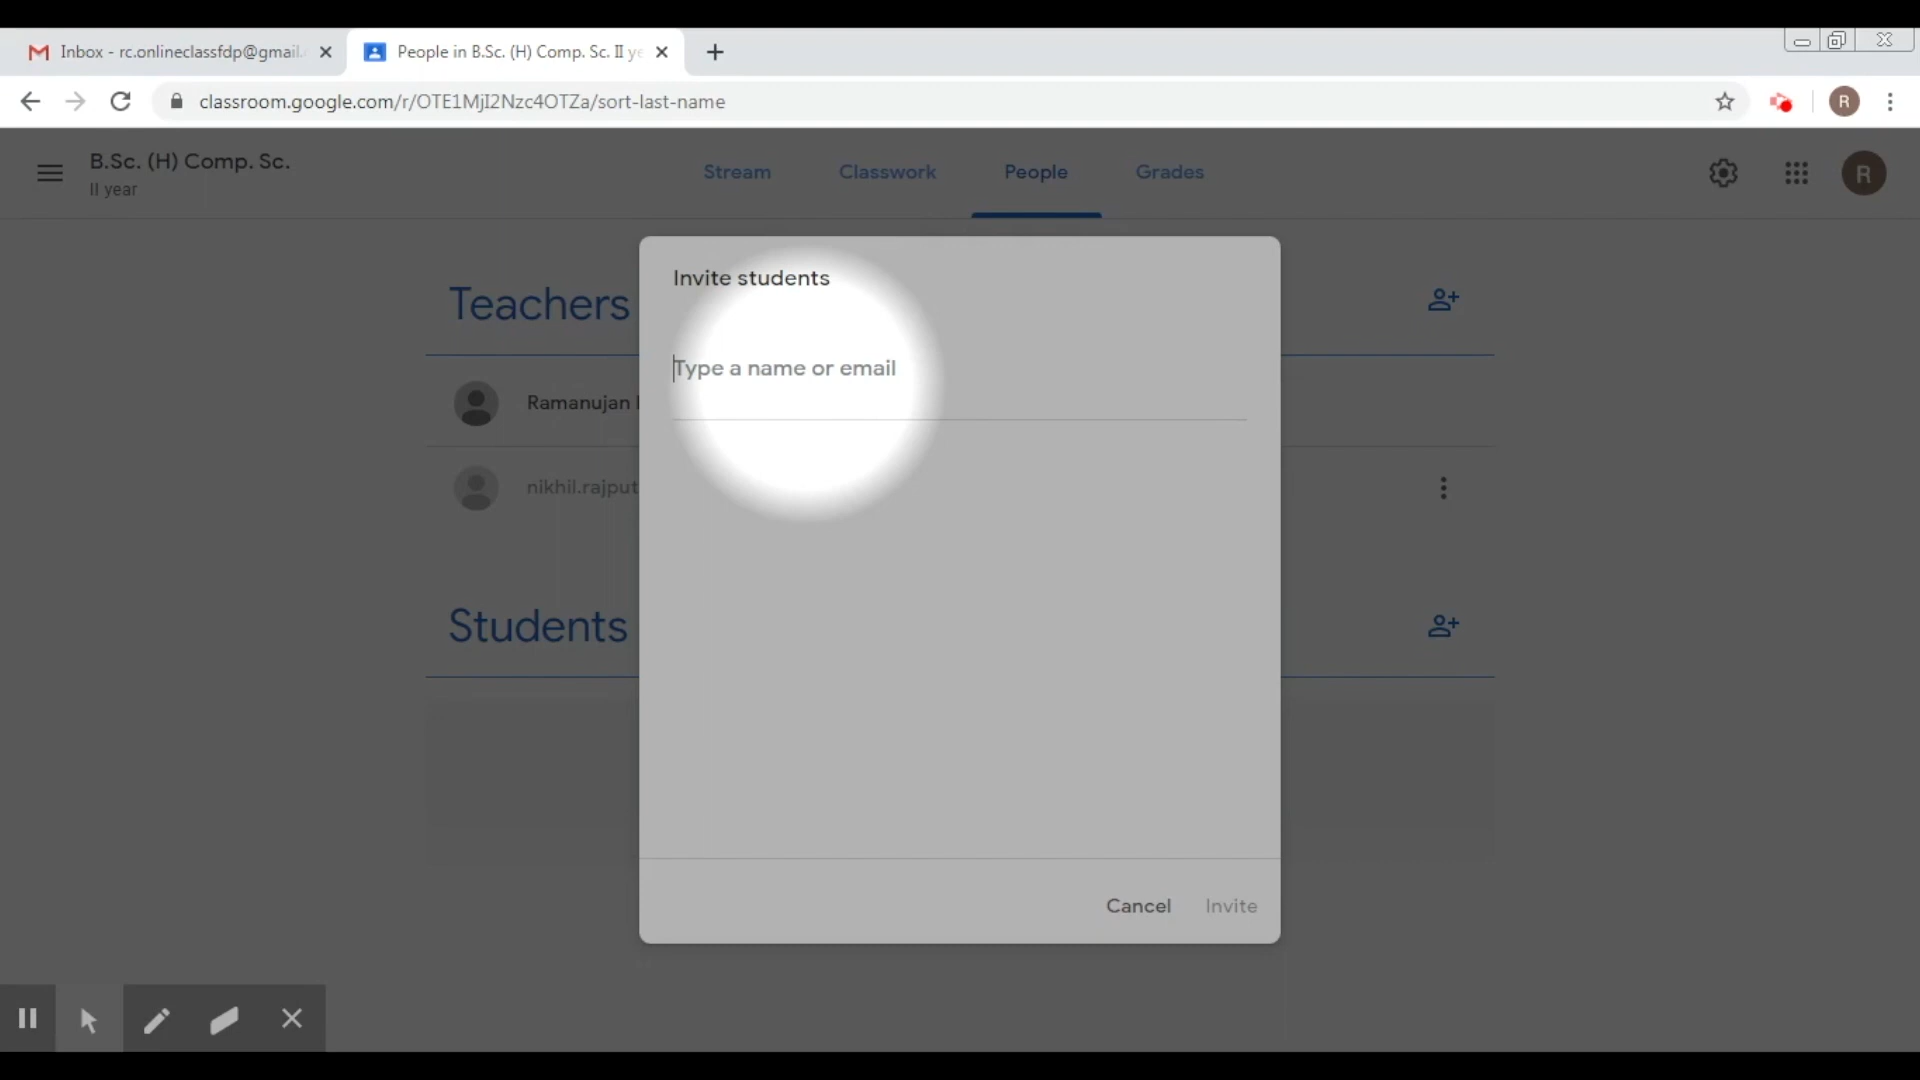 Inbox - rc.onlineclassfdp@gmail.
People in B.Sc. (H) Comp. Sc. II ye
classroom.google.com/r/OTE1MjI2Nzc4OTZa/sort-last-name
R
B.Sc. (H) Comp. Sc.
II year
Stream
Classwork
People
Grades
R
Invite students
Teachers
Type a name or email
Ramanujan
nikhil.rajput
Students
Cancel
Invite